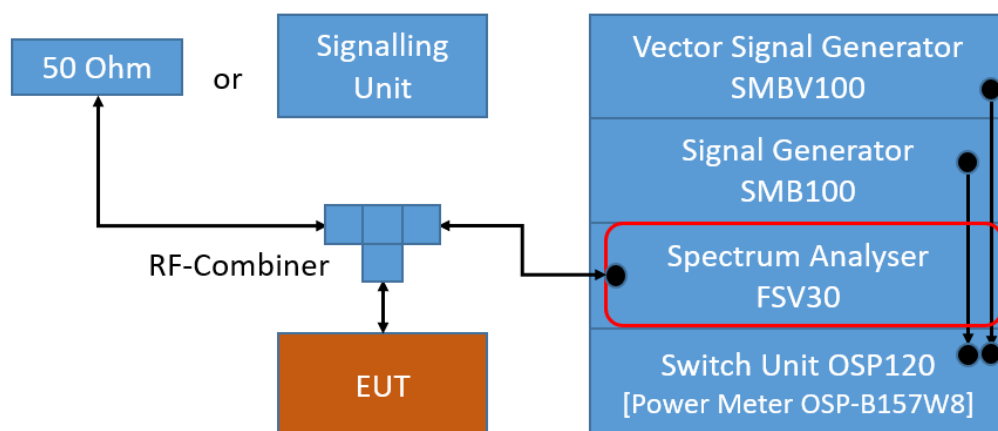 50 Ohm
or
Signalling
Unit
Vector Signal Generator
SMBV100
Signal Generator
SMB100
RF-Combiner
Spectrum Analyser
FSV30
EUT
Switch Unit OSP120
[Power Meter OSP-B157W8]